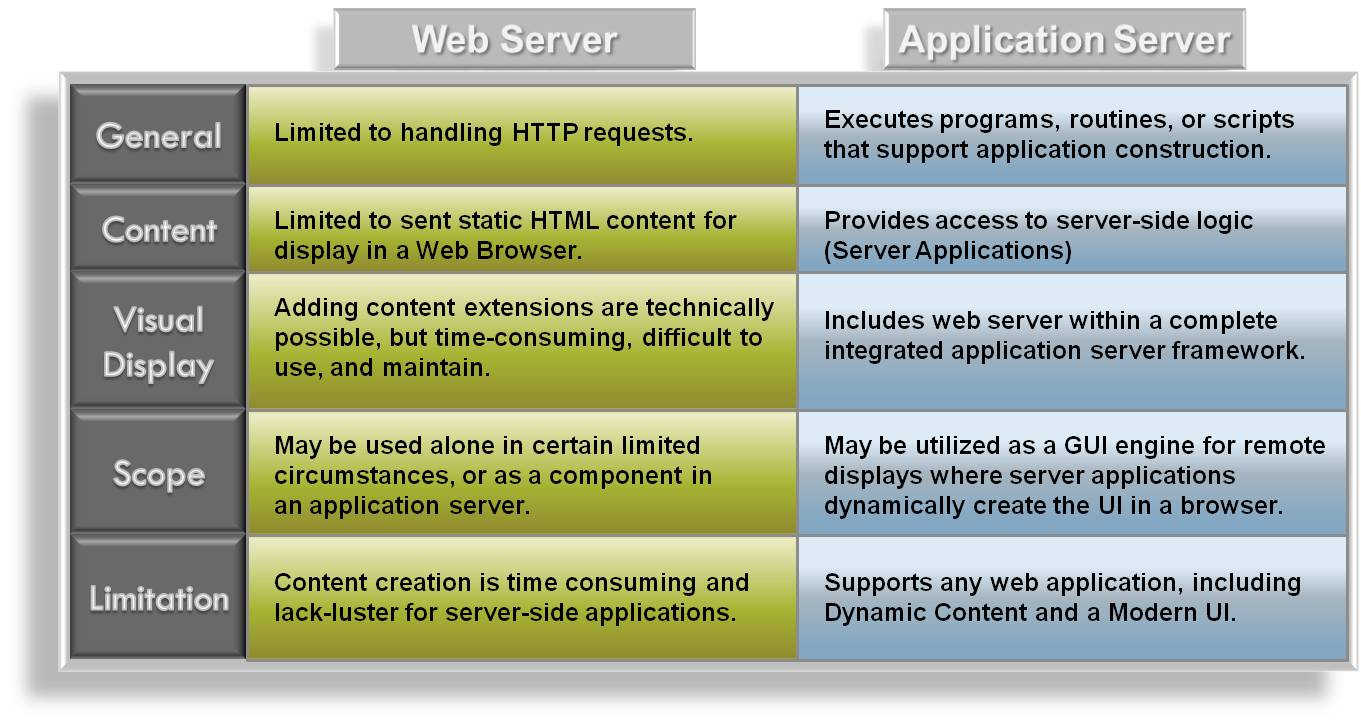 Web Server
Application Server
General
Limited to handling HTTP requests.
Executes programs, routines, or scripts
that support application construction.
Content
Limited to sent static HTML content for
display in a Web Browser.
Provides access to server-side logic
(Server Applications)
Visual
Display
Adding content extensions are technically
possible, but time-consuming, difficult to
use, and maintain.
Includes web server within a complete
integrated application server framework.
Scope
May be used alone in certain limited
circumstances, or as a component in
an application server.
May be utilized as a GUI engine for remote
displays where server applications
dynamically create the UI in a browser.
Limitation
Content creation is time consuming and
lack-luster for server-side applications.
Supports any web application, including
Dynamic Content and a Modern UI.